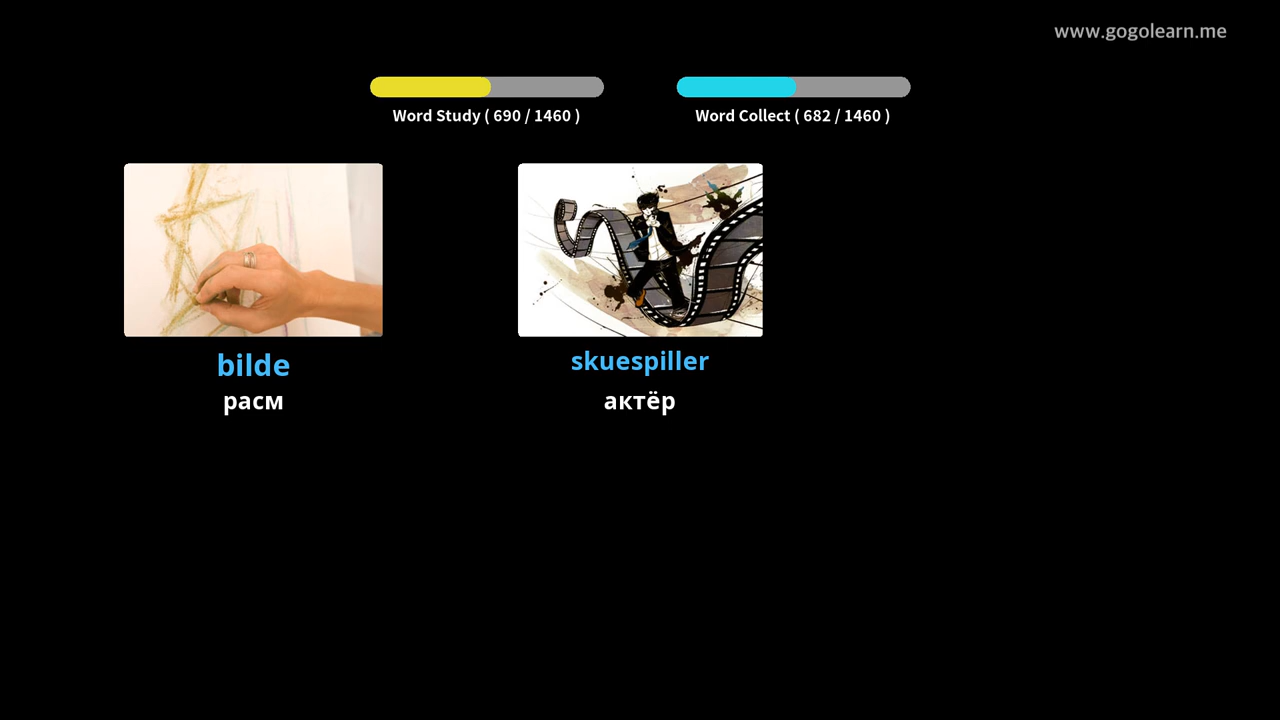 www.gogolearn.me
Word Study ( 690 / 1460 )
Word Collect ( 682 / 1460 )
bilde
расм
skuespiller
актёр